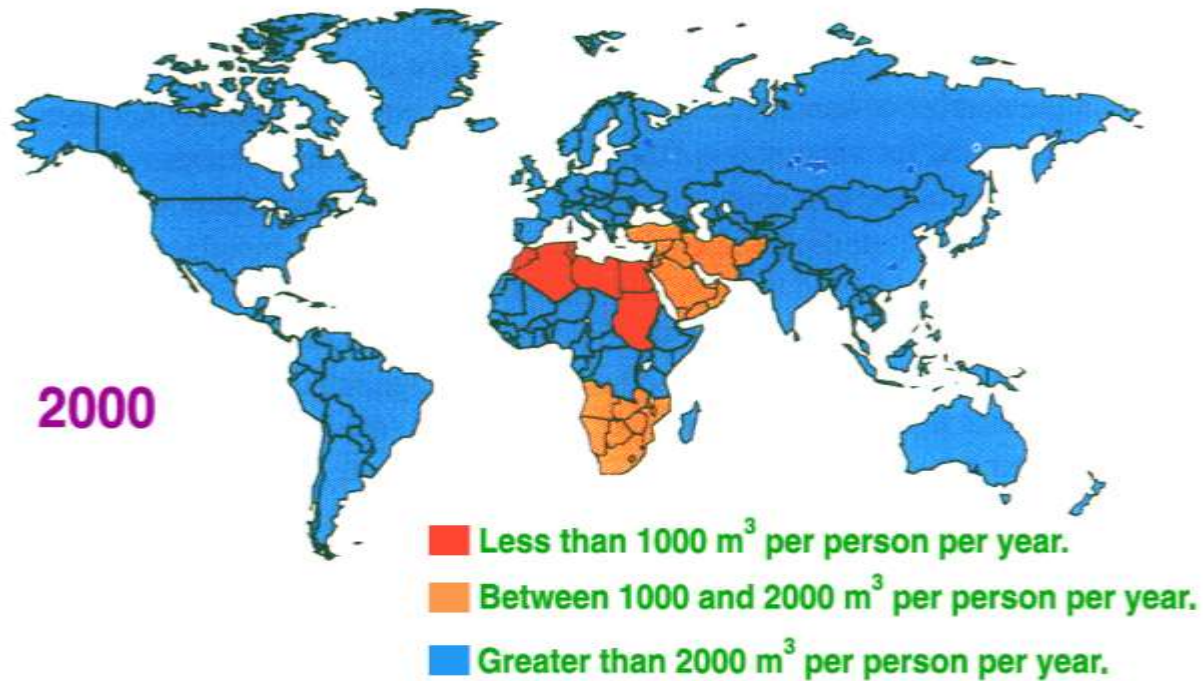 2000
Less than 1000 m³ per person per year.
Between 1000 and 2000 m³ per person per year.
Greater than 2000 m³ per person per year.